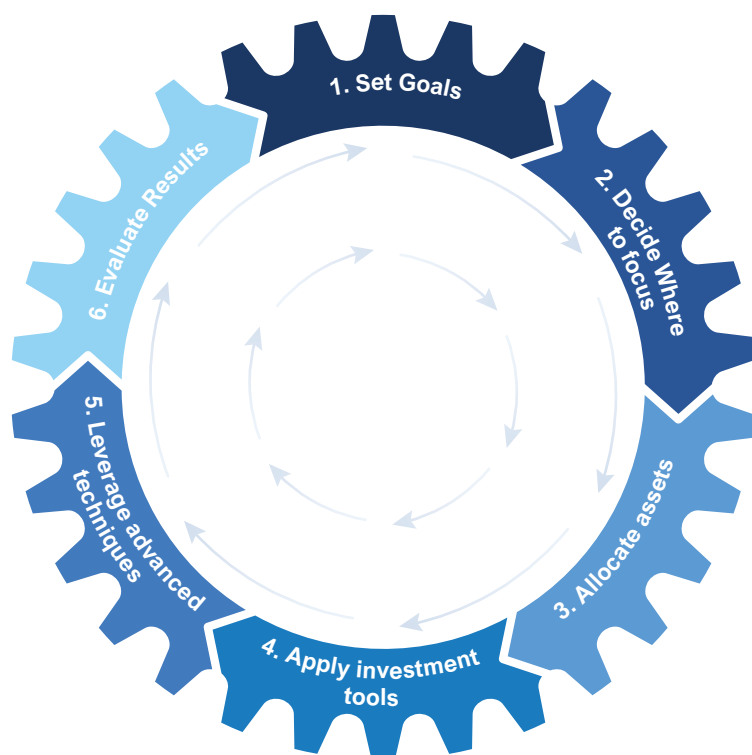 1. Set Goals
2. Decide Where
to focus
3. Allocate assets
4. Apply investment
tools
5. Leverage advanced
techniques
6. Evaluate Results